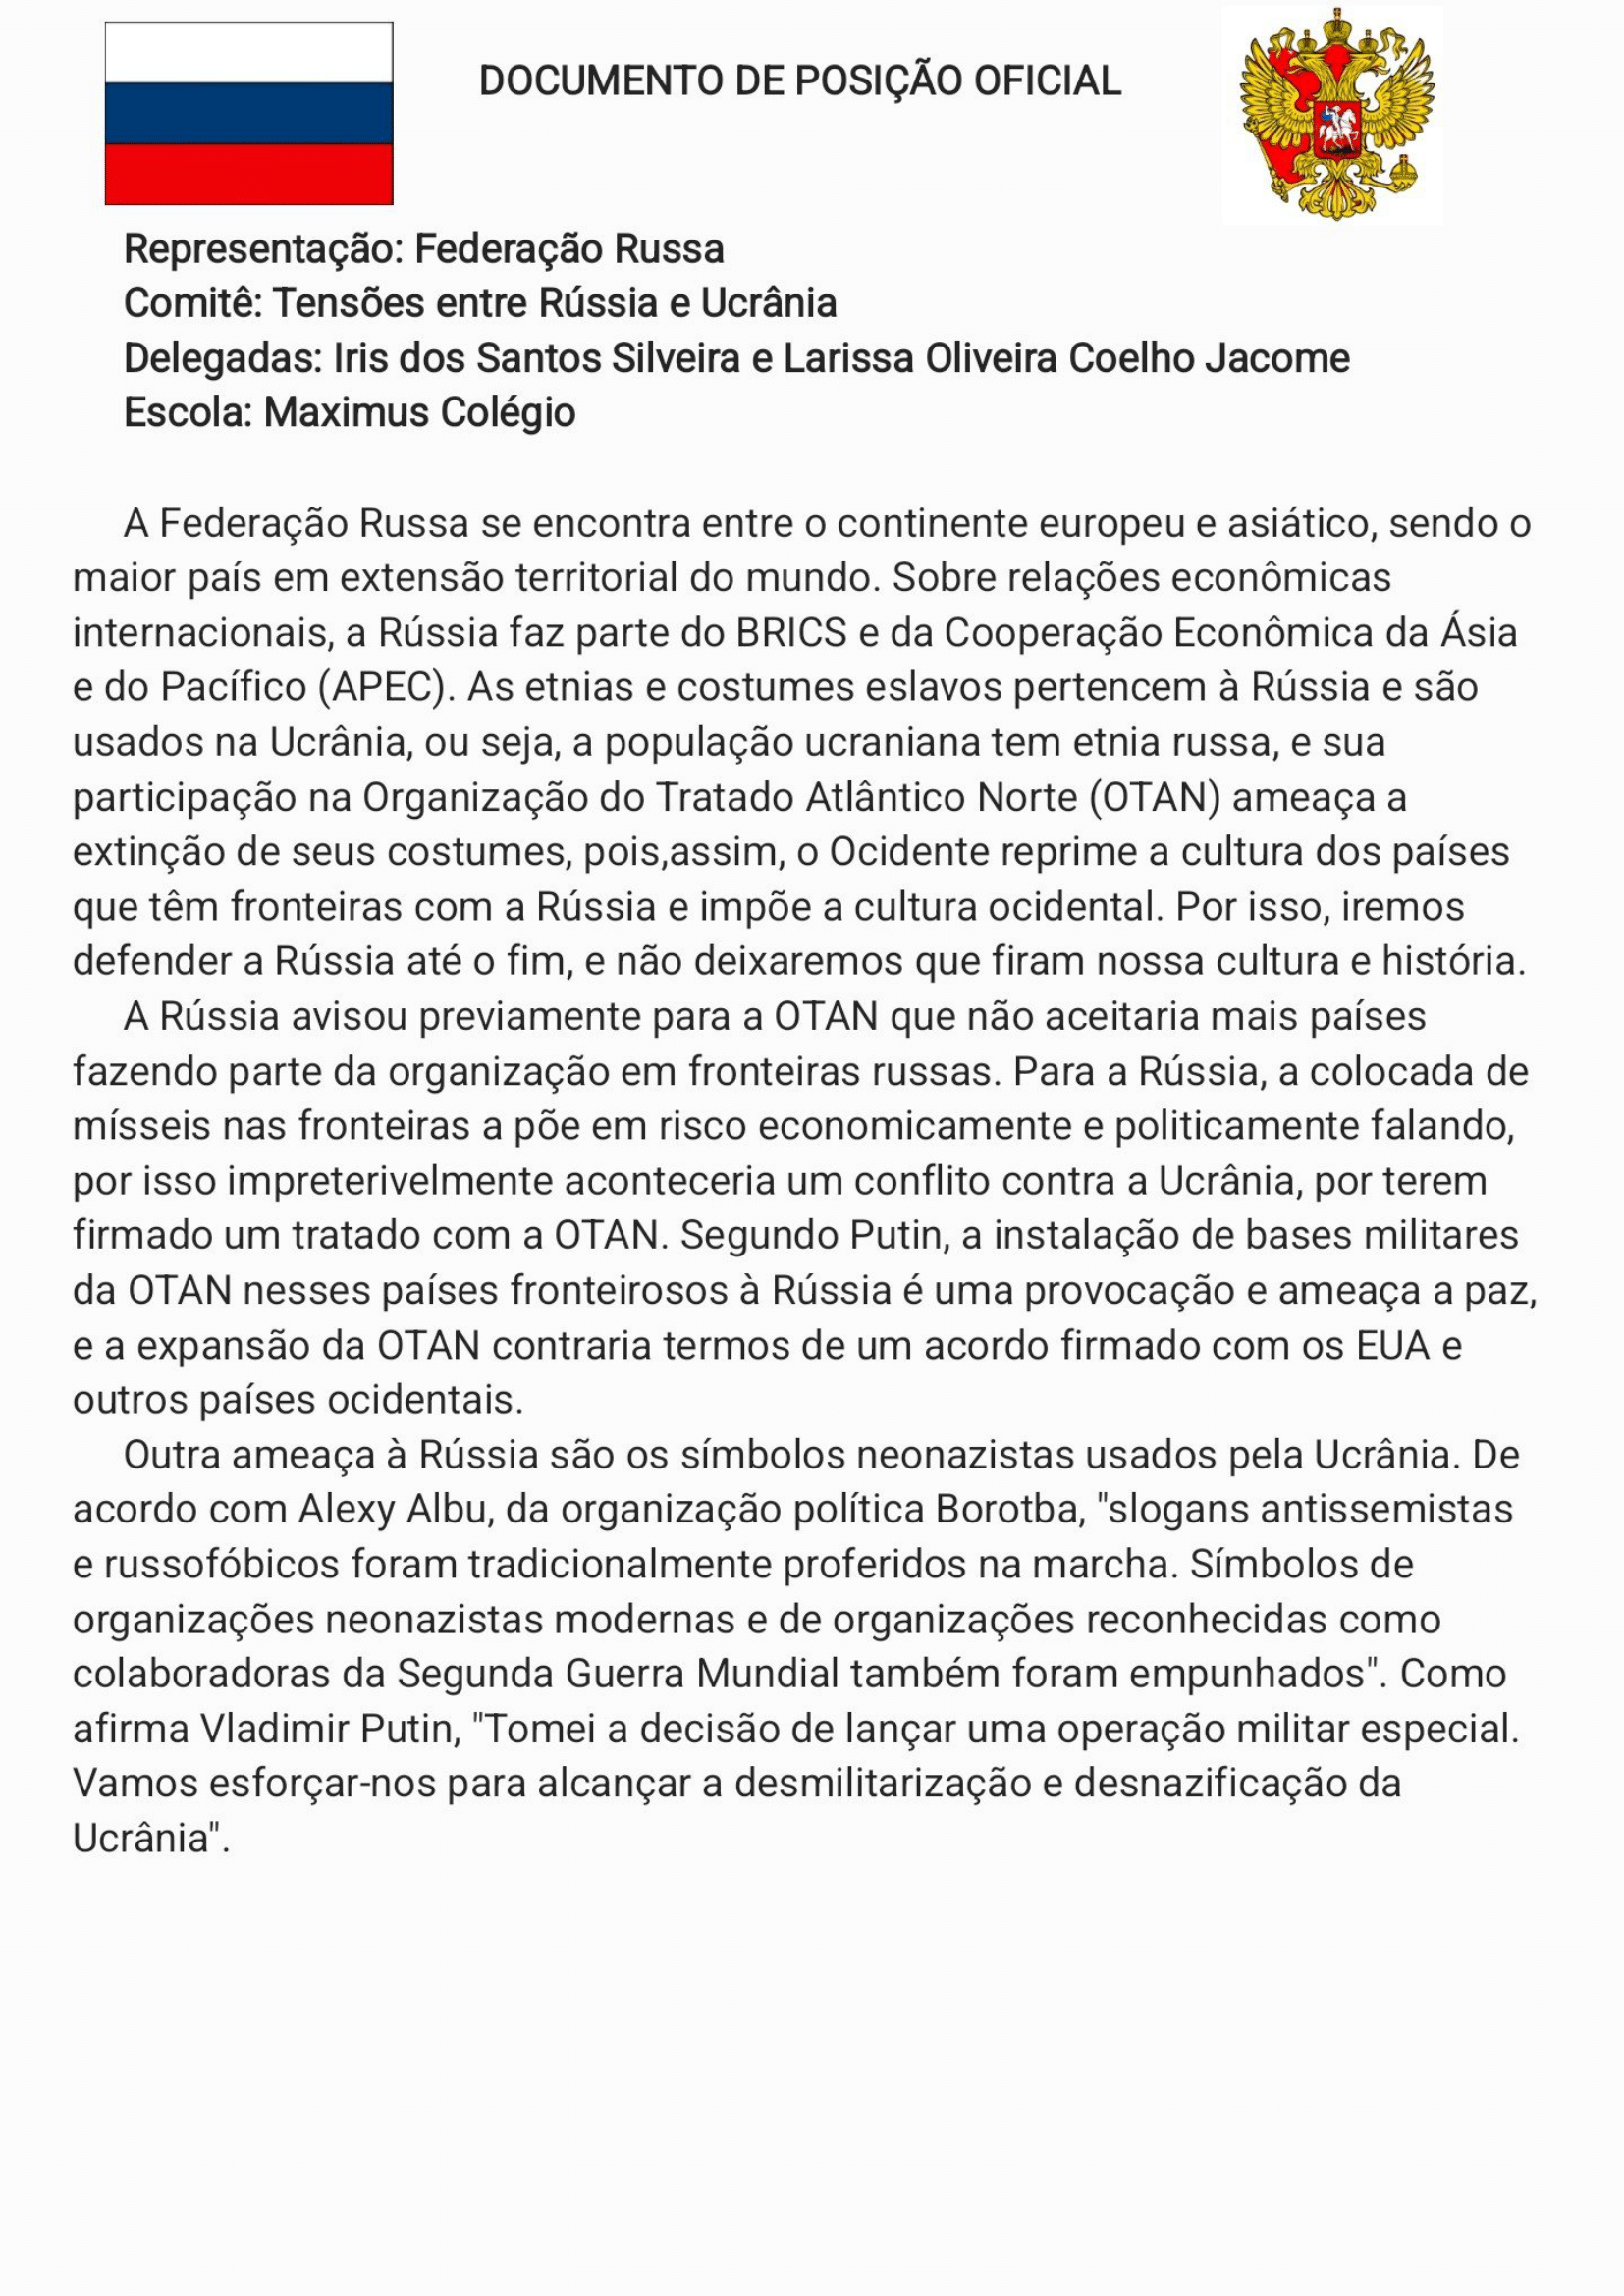 DOCUMENTO DE POSIÇÃO OFICIAL
Representação: Federação Russa
Comitê: Tensões entre Rússia e Ucrânia
Delegadas: Iris dos Santos Silveira e Larissa Oliveira Coelho Jacome
Escola: Maximus Colégio
A Federação Russa se encontra entre o continente europeu e asiático, sendo o
maior país em extensão territorial do mundo. Sobre relações econômicas
internacionais, a Rússia faz parte do BRICS e da Cooperação Econômica da Ásia
e do Pacífico (APEC). As etnias e costumes eslavos pertencem à Rússia e são
usados na Ucrânia, ou seja, a população ucraniana tem etnia russa, e sua
participação na Organização do Tratado Atlântico Norte (OTAN) ameaça a
extinção de seus costumes, pois,assim, o Ocidente reprime a cultura dos países
que têm fronteiras com a Rússia e impõe a cultura ocidental. Por isso, iremos
defender a Rússia até o fim, e não deixaremos que firam nossa cultura e história.
A Rússia avisou previamente para a OTAN que não aceitaria mais países
fazendo parte da organização em fronteiras russas. Para a Rússia, a colocada de
mísseis nas fronteiras a põe em risco economicamente e politicamente falando,
por isso impreterivelmente aconteceria um conflito contra a Ucrânia, por terem
firmado um tratado com a OTAN. Segundo Putin, a instalação de bases militares
da OTAN nesses países fronteirosos à Rússia é uma provocação e ameaça a paz,
e a expansão da OTAN contraria termos de um acordo firmado com os EUA e
outros países ocidentais.
Outra ameaça à Rússia são os símbolos neonazistas usados pela Ucrânia. De
acordo com Alexy Albu, da organização política Borotba, "slogans antissemistas
e russofóbicos foram tradicionalmente proferidos na marcha. Símbolos de
organizações neonazistas modernas e de organizações reconhecidas como
colaboradoras da Segunda Guerra Mundial também foram empunhados". Como
afirma Vladimir Putin, "Tomei a decisão de lançar uma operação militar especial.
Vamos esforçar-nos para alcançar a desmilitarização e desnazificação da
Ucrânia".